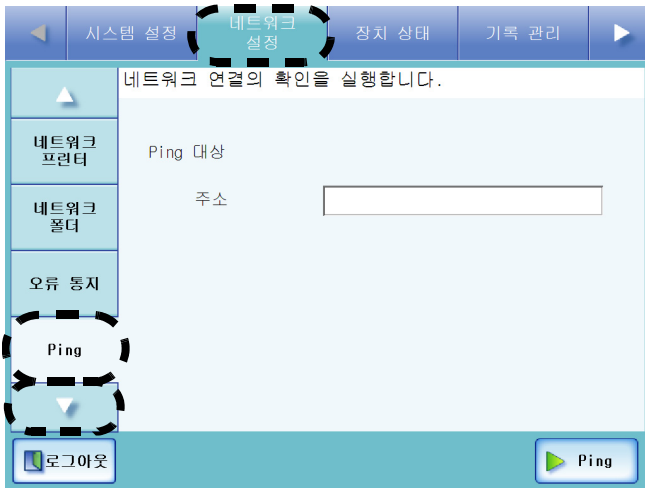 시스템 설정
네트워크
설정
장치 상태
기록 관리
네트워크 연결의 확인을 실행합니다.
네트워크
프린터
Ping 대상
주소
네트워크
폴더
오류 통지
Ping
로그아웃
Ping